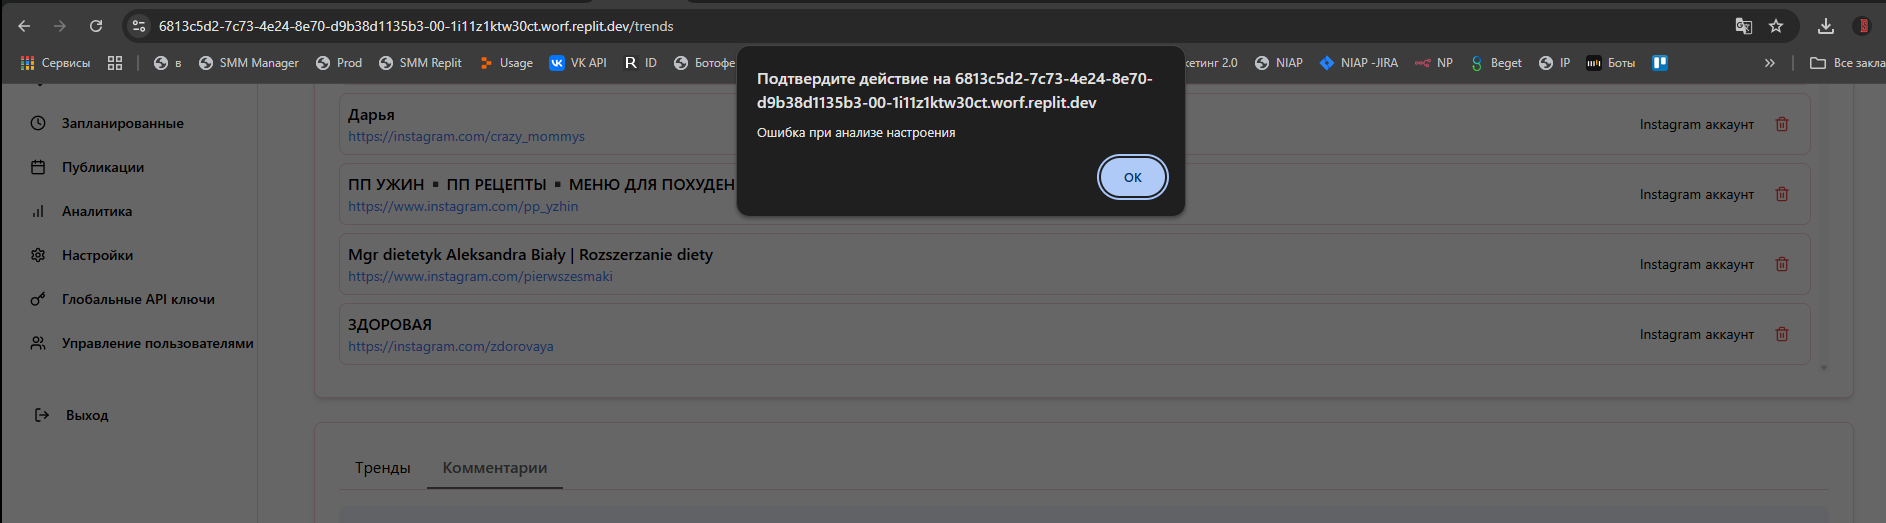 6813c5d2-7c73-4e24-8e70-d9b38d1135b3-00-1i11z1ktw30ct.worf.replit.dev/trends
Сервисы
в
SMM Manager
Prod
SMM Replit
Usage
VK API
ID
Ботофе
кетинг 2.0
NIAP
NIAP -JIRA
NP
Beget
IP
Боты
Все закла
Подтвердите действие на 6813c5d2-7c73-4e24-8e70-
d9b38d1135b3-00-1i11z1ktw30ct.worf.replit.dev
Ошибка при анализе настроения
ОК
Запланированные
Публикации
Аналитика
Настройки
Глобальные API ключи
Управление пользователями
Выход
Дарья
https://instagram.com/crazy_mommys
Instagram аккаунт
ПП УЖИН ▪ ПП РЕЦЕПТЫ ▪ МЕНЮ ДЛЯ ПОХУДЕН
https://www.instagram.com/pp_yzhin
Instagram аккаунт
Mgr dietetyk Aleksandra Biały | Rozszerzanie diety
https://www.instagram.com/pierwszesmaki
Instagram аккаунт
ЗДОРОВАЯ
https://instagram.com/zdorovaya
Instagram аккаунт
Тренды
Комментарии